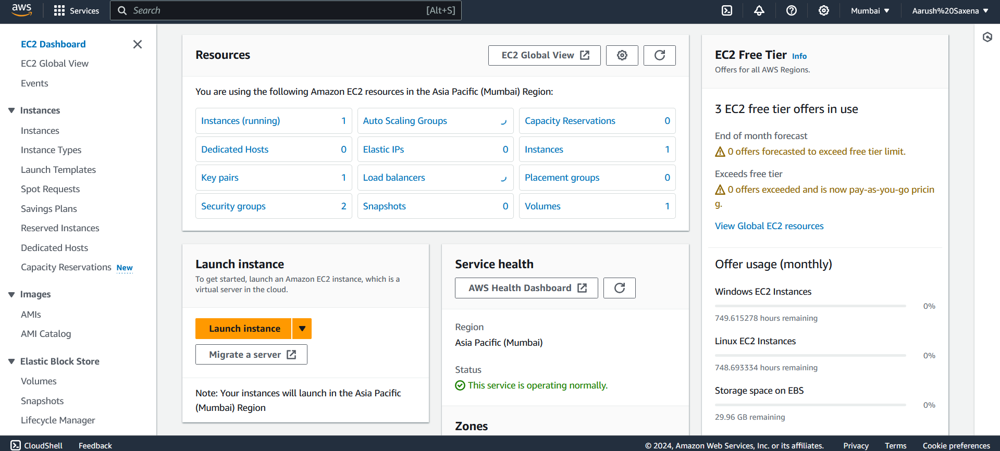 aws
Services
Search
[Alt+S]
Mumbai
Aarush%20Saxena
EC2 Dashboard
EC2 Global View
Events
Instances
Instances
Instance Types
Launch Templates
Spot Requests
Savings Plans
Reserved Instances
Dedicated Hosts
Capacity Reservations New
Images
AMIs
AMI Catalog
Elastic Block Store
Volumes
Snapshots
Lifecycle Manager
Resources
EC2 Global View
You are using the following Amazon EC2 resources in the Asia Pacific (Mumbai) Region:
Instances (running) 1
Auto Scaling Groups
Capacity Reservations 0
Dedicated Hosts 0
Elastic IPs 0
Instances 1
Key pairs 1
Load balancers
Placement groups 0
Security groups 2
Snapshots 0
Volumes 1
Launch instance
To get started, launch an Amazon EC2 instance, which is a
virtual server in the cloud.
Launch instance
Migrate a server
Note: Your instances will launch in the Asia Pacific
(Mumbai) Region
Service health
AWS Health Dashboard
Region
Asia Pacific (Mumbai)
Status
This service is operating normally.
Zones
EC2 Free Tier Info
Offers for all AWS Regions.
3 EC2 free tier offers in use
End of month forecast
0 offers forecasted to exceed free tier limit.
Exceeds free tier
0 offers exceeded and is now pay-as-you-go pricin
g.
View Global EC2 resources
Offer usage (monthly)
Windows EC2 Instances
0%
749.615278 hours remaining
Linux EC2 Instances
0%
748.693334 hours remaining
Storage space on EBS
0%
29.96 GB remaining
CloudShell
Feedback
© 2024, Amazon Web Services, Inc. or its affiliates.
Privacy
Terms
Cookie preferences